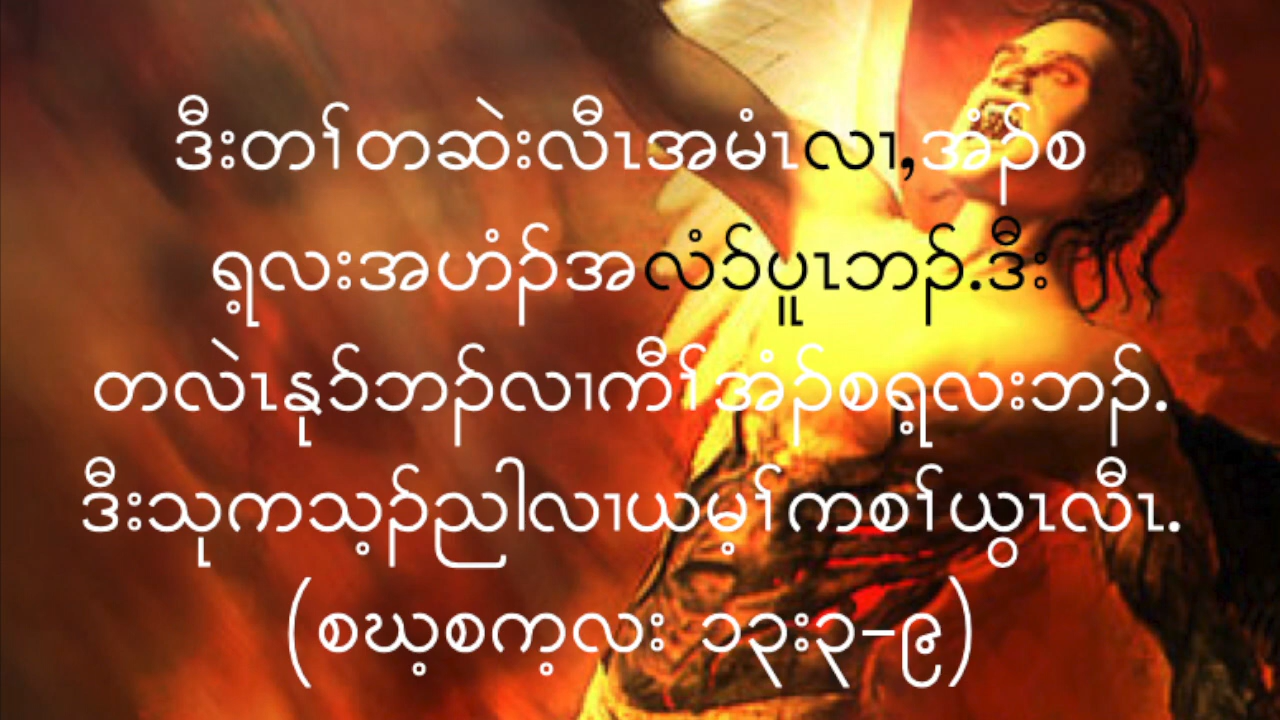 ဒီးတၢ်တဆဲးလီၤအမံၤလၢ,အံၣ်စ
ရ့လးအဟံၣ်အလံာ်ပူၤဘၣ်.ဒီး
တလဲၤနုာ်ဘၣ်လၢကီၢ်အံၣ်စရ့လးဘၣ်.
ဒီးသုကသ့ၣ်ညါလၢယမ့ၢ်ကစၢ်ယွၤလီၤ.
(စဃ့စက့လး ၁၃း၃-၉)